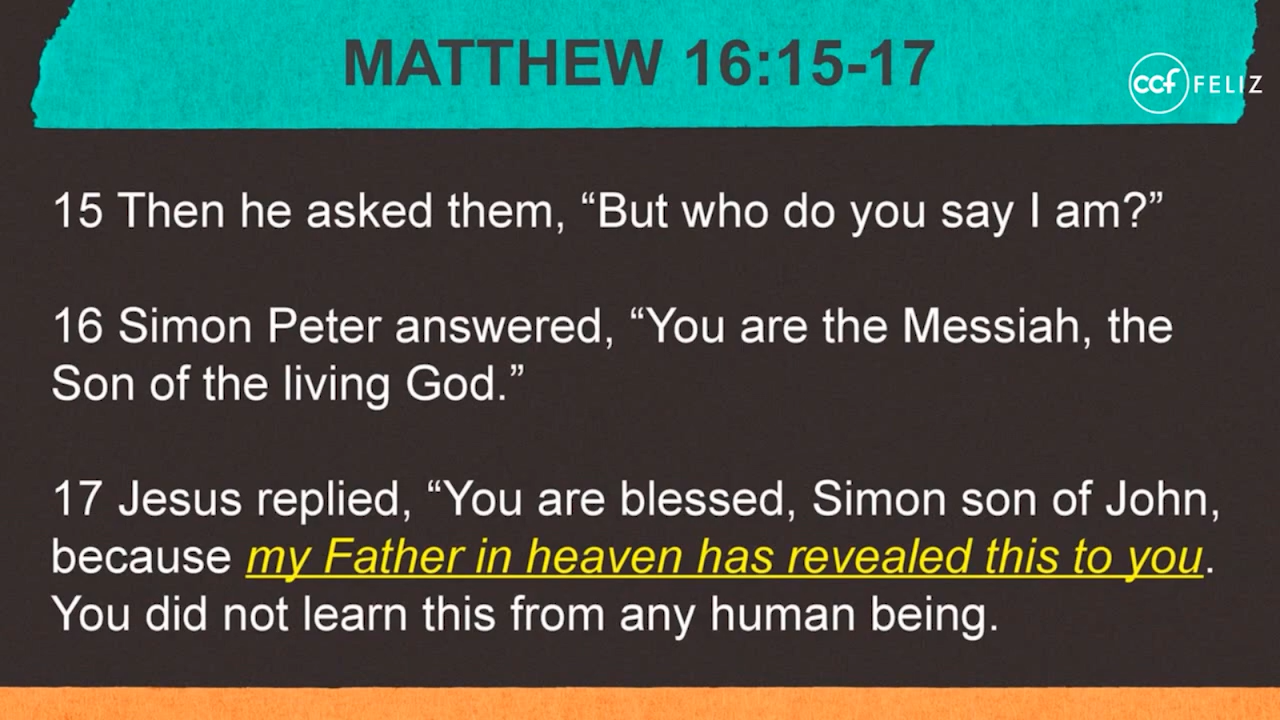 MATTHEW 16:15-17
ccf FELIZ
15 Then he asked them, “But who do you say I am?”
16 Simon Peter answered, “You are the Messiah, the
Son of the living God.”
17 Jesus replied, “You are blessed, Simon son of John,
because my Father in heaven has revealed this to you.
You did not learn this from any human being.